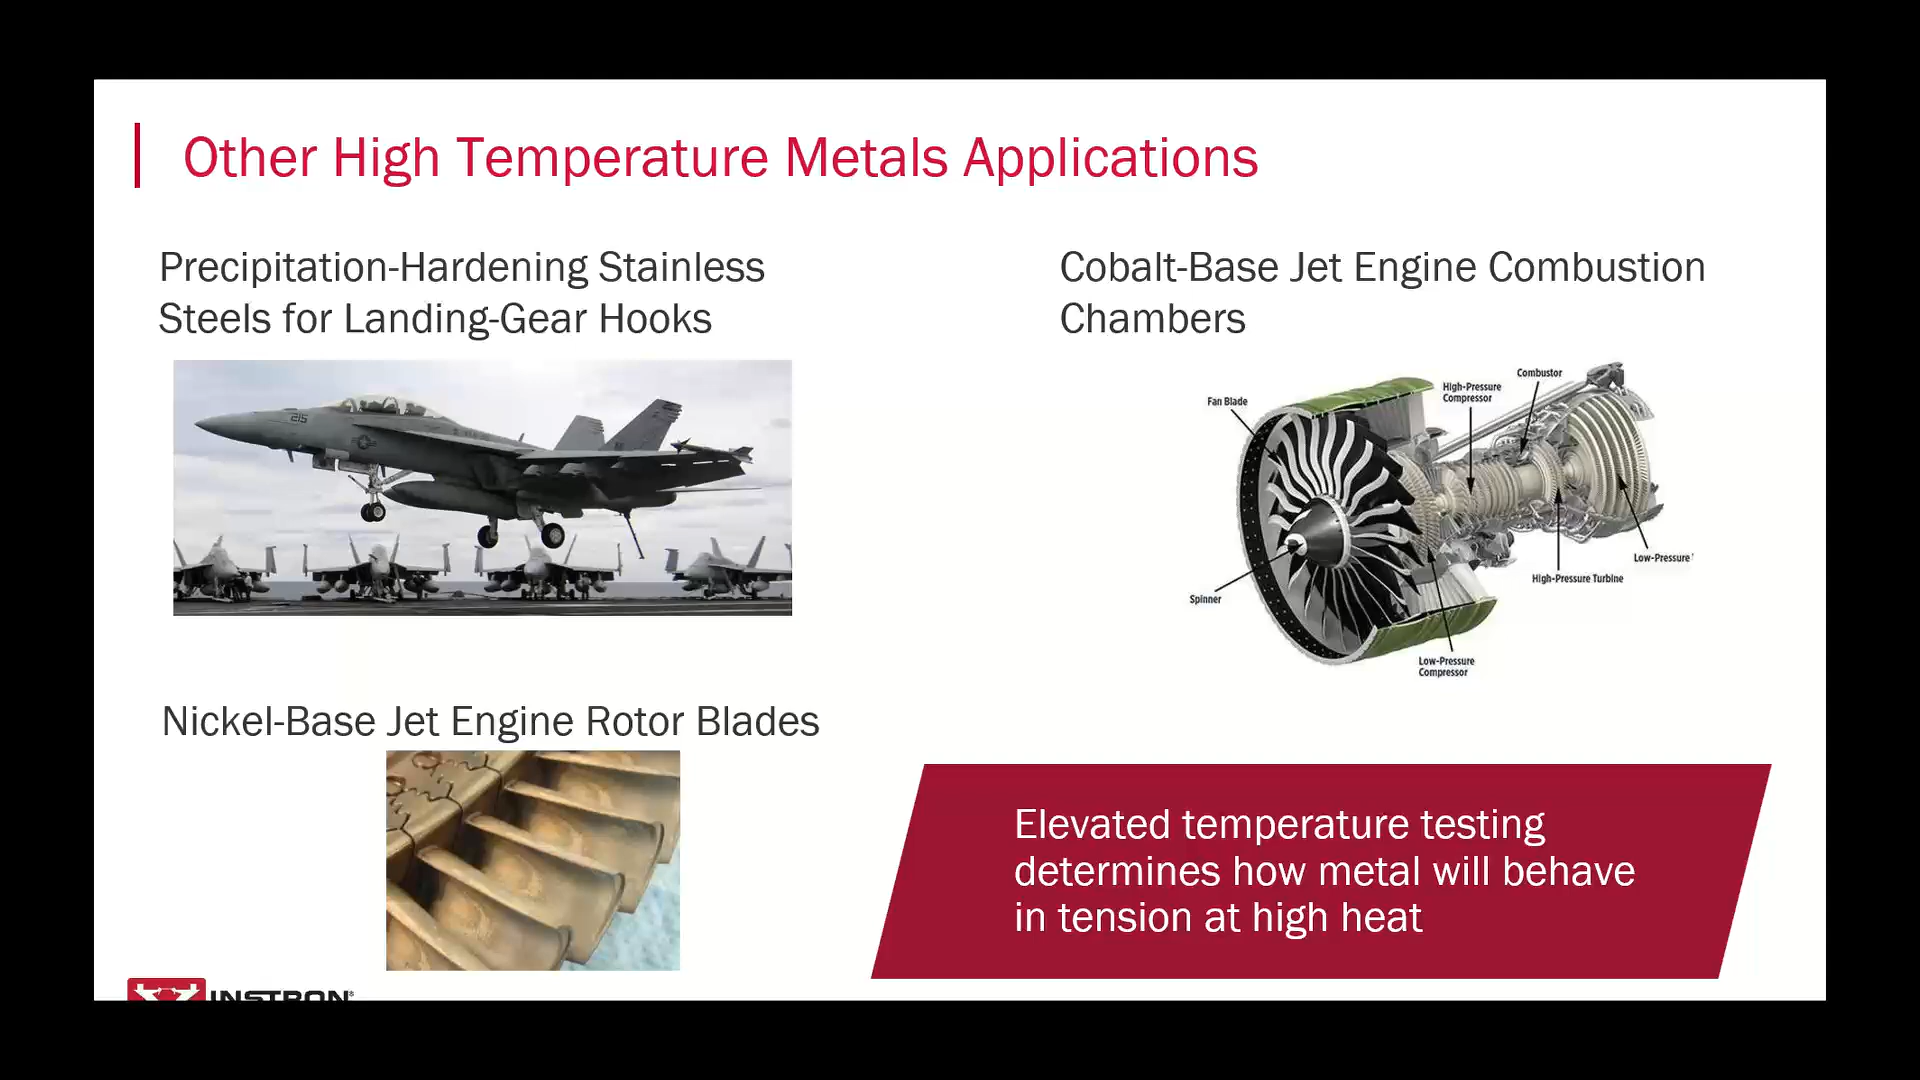 Other High Temperature Metals Applications
Precipitation-Hardening Stainless
Steels for Landing-Gear Hooks
215
Cobalt-Base Jet Engine Combustion
Chambers
Combustor
High-Pressure
Compressor
Fan Blade
Low-Pressure
High-Pressure Turbine
Spinner
Low-Pressure
Compressor
Nickel-Base Jet Engine Rotor Blades
Elevated temperature testing
determines how metal will behave
in tension at high heat
INSTRON®